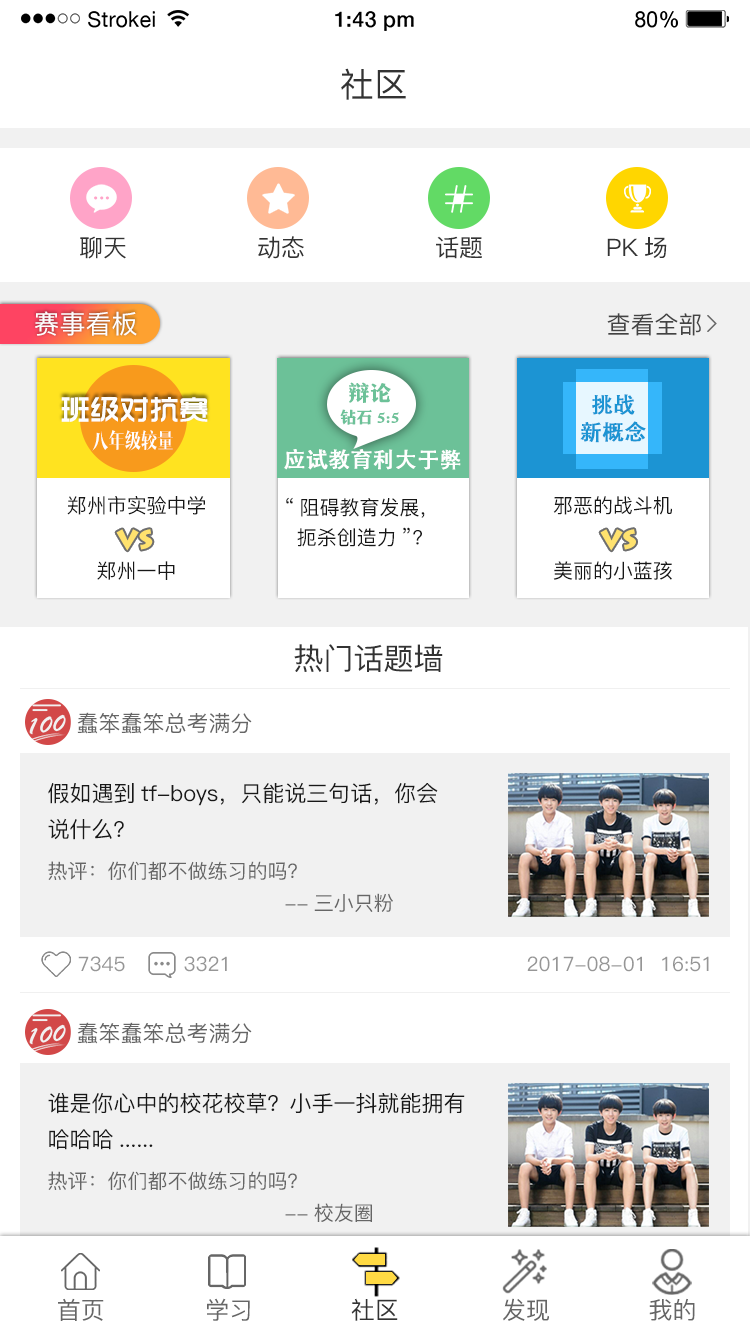 Strokei 1:43 pm 80%
社区
聊天 动态 话题 PK 场
赛事看板 查看全部
班级对抗赛
八年级较量
郑州市实验中学
VS
郑州一中
辩论
钻石 5:5
应试教育利大于弊
“ 阻碍教育发展，
扼杀创造力 ”？
挑战
新概念
邪恶的战斗机
VS
美丽的小蓝孩
热门话题墙
100 蠢笨蠢笨总考满分
假如遇到 tf-boys，只能说三句话，你会
说什么？
热评：你们都不做练习的吗？
-- 三小只粉
7345 3321 2017-08-01 16:51
100 蠢笨蠢笨总考满分
谁是你心中的校花校草？小手一抖就能拥有
哈哈哈 ......
热评：你们都不做练习的吗？
-- 校友圈
首页 学习 社区 发现 我的